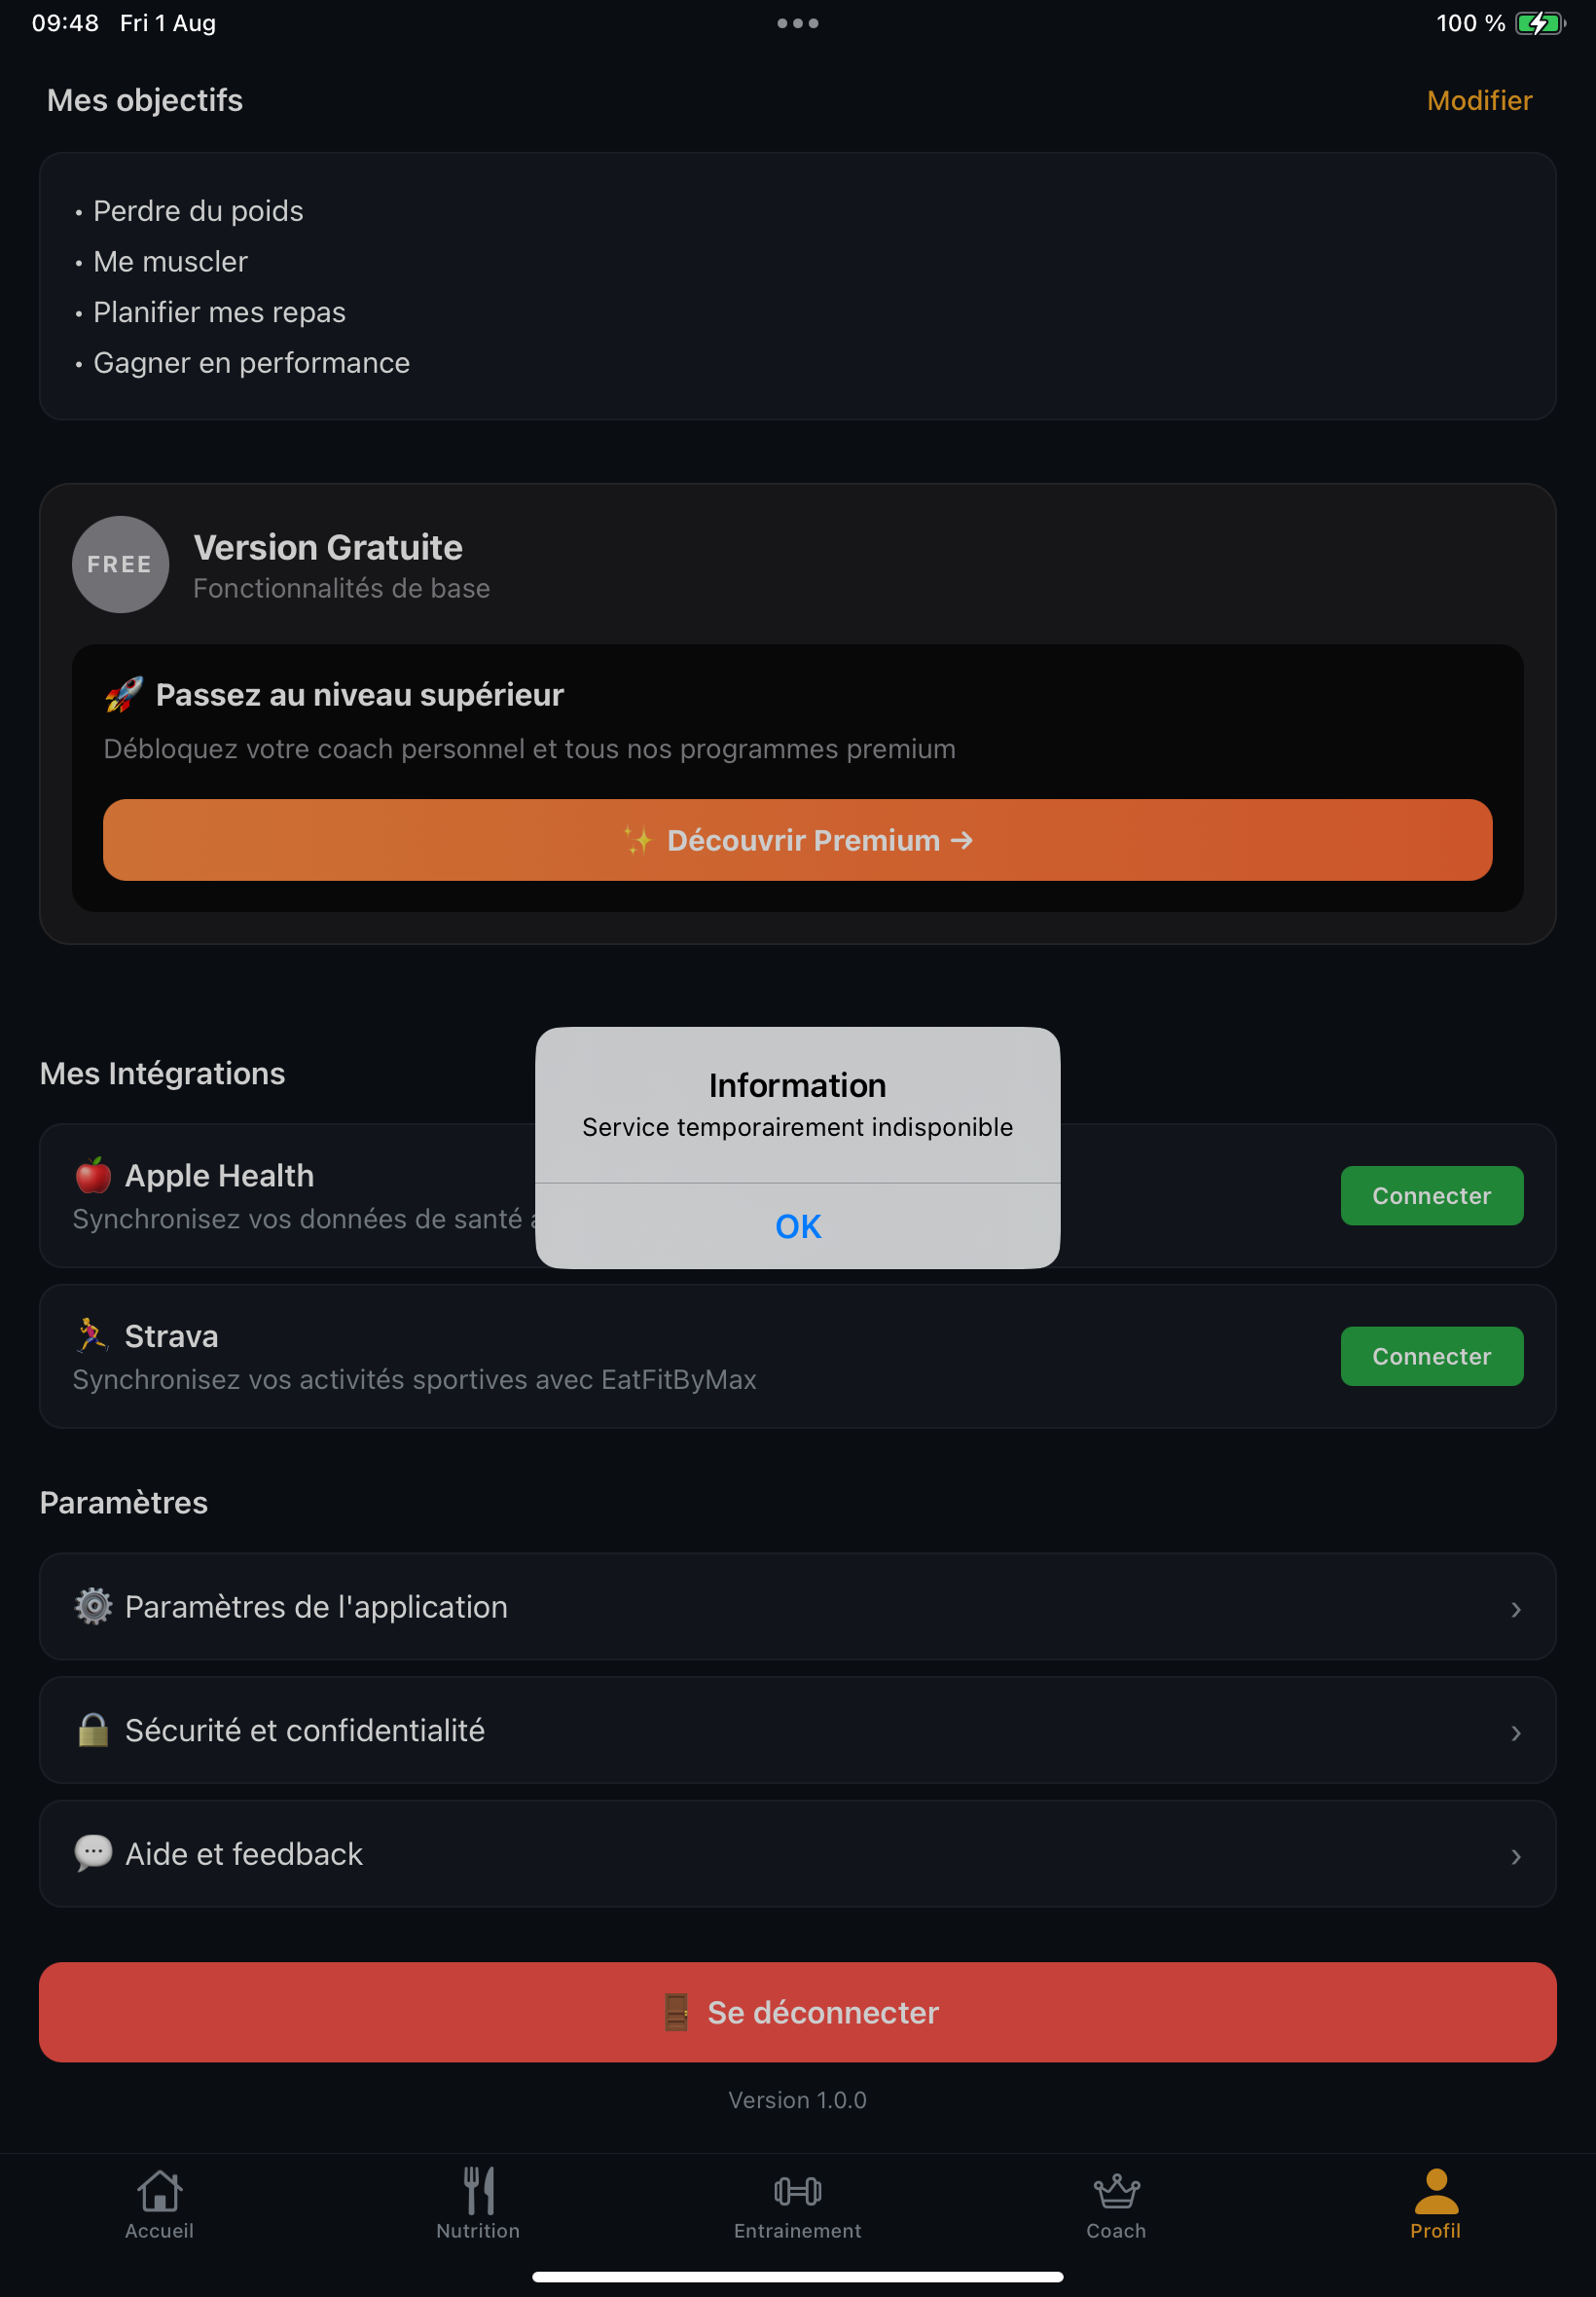 09:48 Fri 1 Aug
100 %
Mes objectifs
Modifier
• Perdre du poids
• Me muscler
• Planifier mes repas
• Gagner en performance
FREE
Version Gratuite
Fonctionnalités de base
🚀 Passez au niveau supérieur
Débloquez votre coach personnel et tous nos programmes premium
✨ Découvrir Premium →
Mes Intégrations
Information
Service temporairement indisponible
OK
🍎 Apple Health
Synchronisez vos données de santé
Connecter
🏃‍♂️ Strava
Synchronisez vos activités sportives avec EatFitByMax
Connecter
Paramètres
⚙️ Paramètres de l'application ›
🔒 Sécurité et confidentialité ›
💬 Aide et feedback ›
🚪 Se déconnecter
Version 1.0.0
Accueil
Nutrition
Entrainement
Coach
Profil